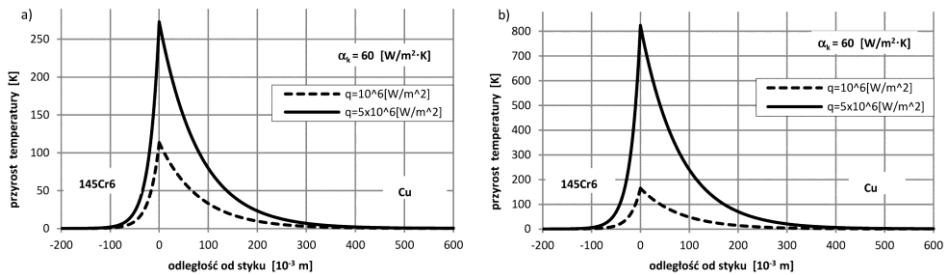 a)
przyrost temperatury [K]
250
200
150
100
50
0
αk = 60 [W/m²·K]
q=10^6[W/m^2]
q=5x10^6[W/m^2]
145Cr6
Cu
-200 -100 0 100 200 300 400 500 600
odległość od styku [10⁻³ m]
b)
przyrost temperatury [K]
800
700
600
500
400
300
200
100
0
αk = 60 [W/m²·K]
q=10^6[W/m^2]
q=5x10^6[W/m^2]
145Cr6
Cu
-200 -100 0 100 200 300 400 500 600
odległość od styku [10⁻³ m]